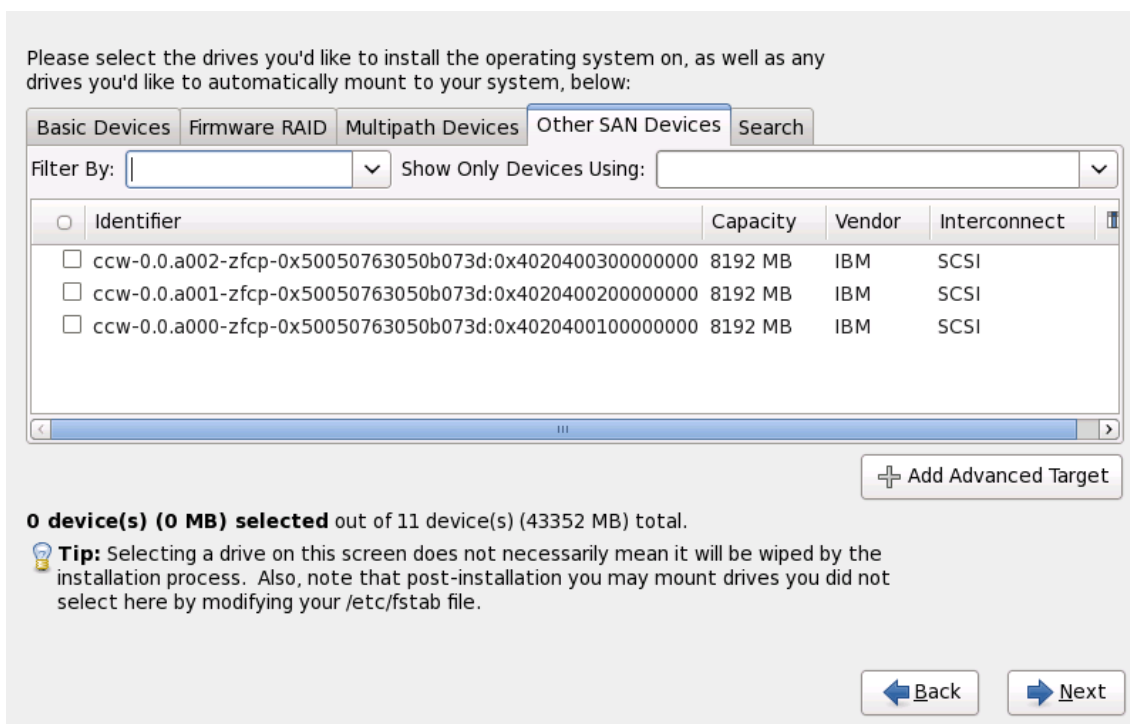 Please select the drives you'd like to install the operating system on, as well as any
drives you'd like to automatically mount to your system, below:
Basic Devices Firmware RAID Multipath Devices Other SAN Devices Search
Filter By: Show Only Devices Using:
Identifier Capacity Vendor Interconnect
ccw-0.0.a002-zfcp-0x50050763050b073d:0x4020400300000000 8192 MB IBM SCSI
ccw-0.0.a001-zfcp-0x50050763050b073d:0x4020400200000000 8192 MB IBM SCSI
ccw-0.0.a000-zfcp-0x50050763050b073d:0x4020400100000000 8192 MB IBM SCSI
Add Advanced Target
0 device(s) (0 MB) selected out of 11 device(s) (43352 MB) total.
Tip: Selecting a drive on this screen does not necessarily mean it will be wiped by the
installation process.  Also, note that post-installation you may mount drives you did not
select here by modifying your /etc/fstab file.
Back Next